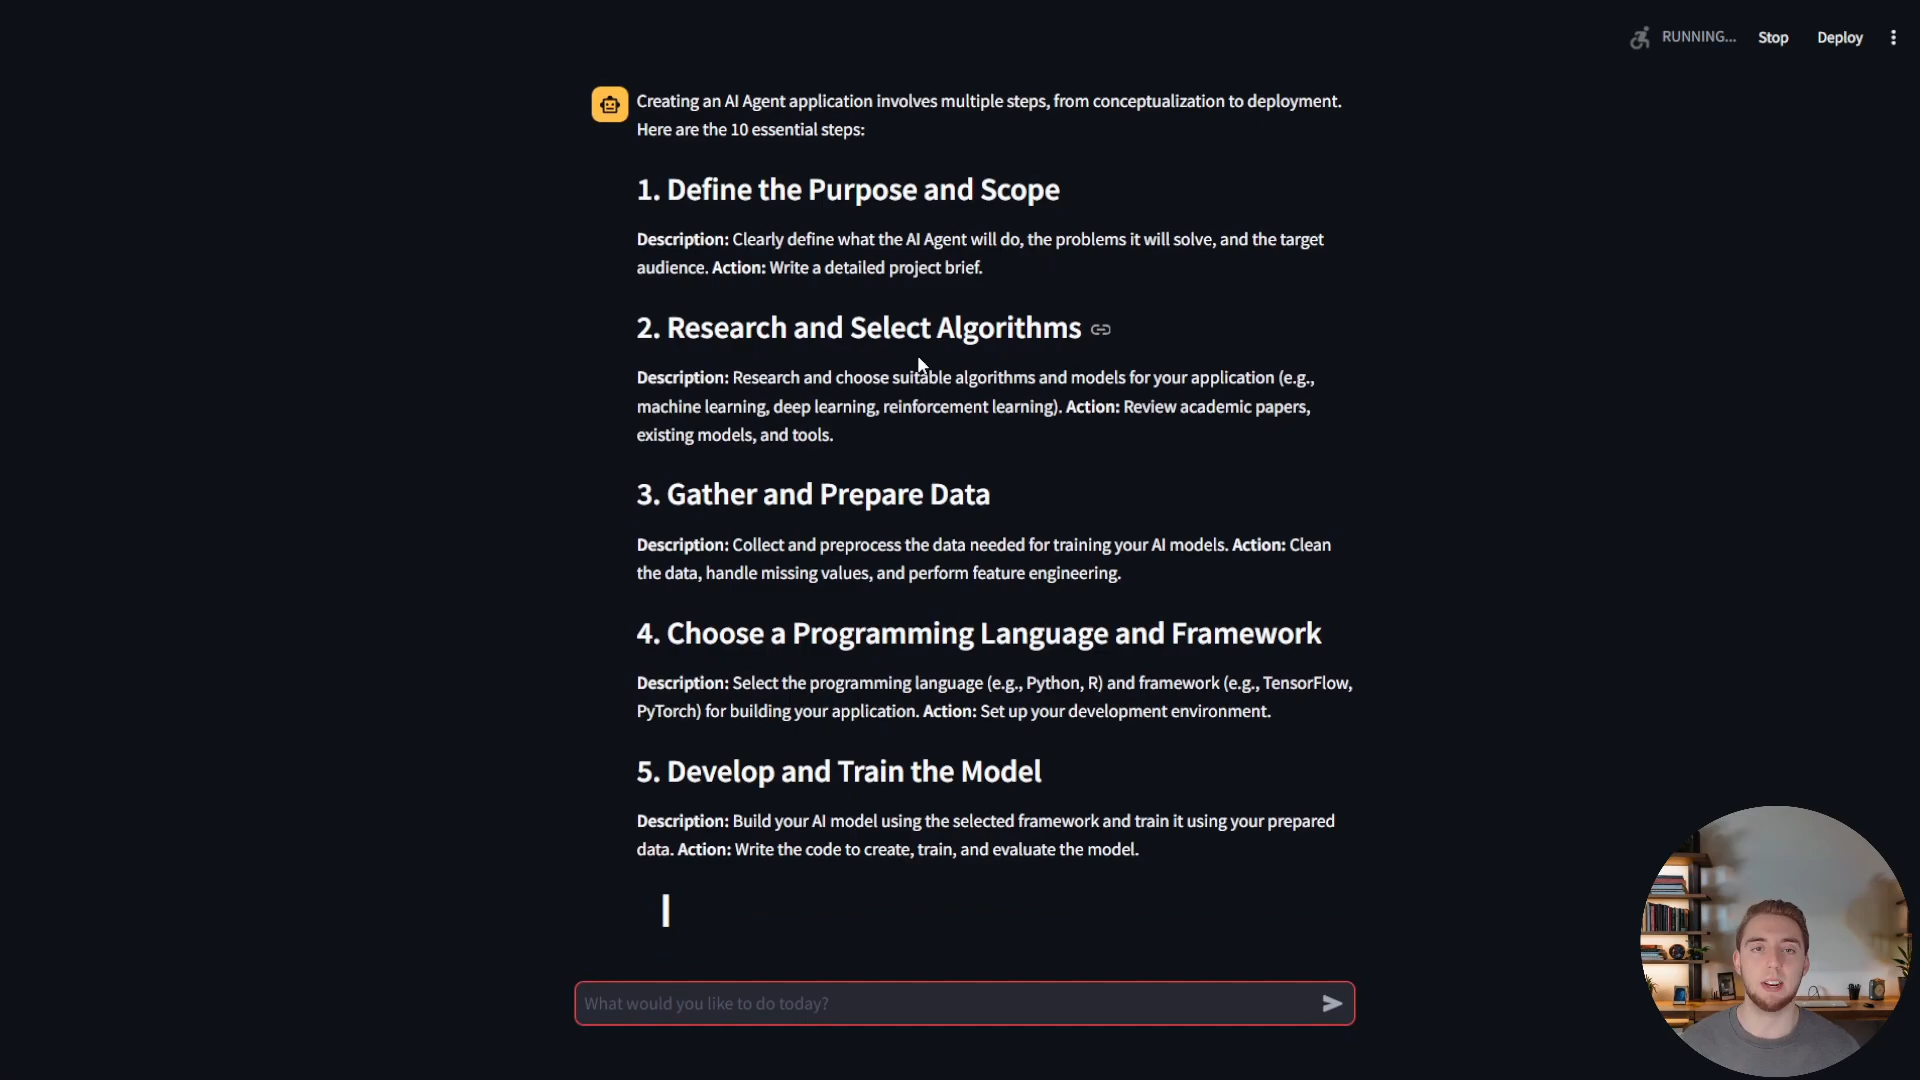 RUNNING...
Stop
Deploy
Creating an AI Agent application involves multiple steps, from conceptualization to deployment.
Here are the 10 essential steps:
1. Define the Purpose and Scope
Description: Clearly define what the AI Agent will do, the problems it will solve, and the target
audience. Action: Write a detailed project brief.
2. Research and Select Algorithms
Description: Research and choose suitable algorithms and models for your application (e.g.,
machine learning, deep learning, reinforcement learning). Action: Review academic papers,
existing models, and tools.
3. Gather and Prepare Data
Description: Collect and preprocess the data needed for training your AI models. Action: Clean
the data, handle missing values, and perform feature engineering.
4. Choose a Programming Language and Framework
Description: Select the programming language (e.g., Python, R) and framework (e.g., TensorFlow,
PyTorch) for building your application. Action: Set up your development environment.
5. Develop and Train the Model
Description: Build your AI model using the selected framework and train it using your prepared
data. Action: Write the code to create, train, and evaluate the model.
What would you like to do today?